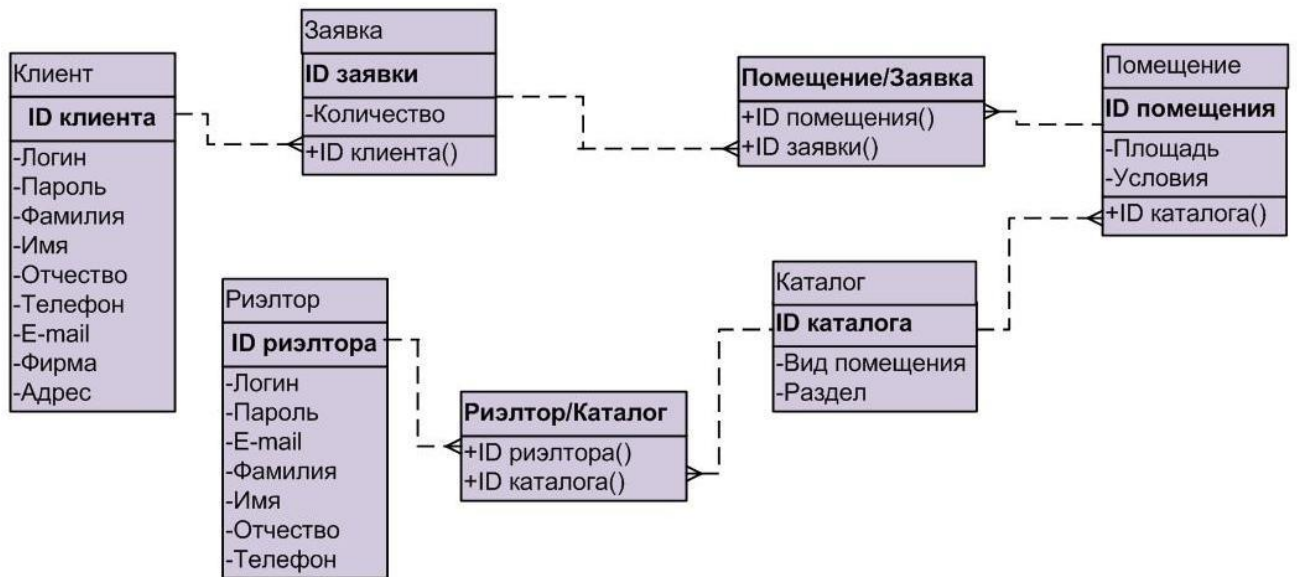 Клиент
ID клиента
-Логин
-Пароль
-Фамилия
-Имя
-Отчество
-Телефон
-E-mail
-Фирма
-Адрес
Заявка
ID заявки
-Количество
+ID клиента()
Помещение/Заявка
+ID помещения()
+ID заявки()
Помещение
ID помещения
-Площадь
-Условия
+ID каталога()
Риэлтор
ID риэлтора
-Логин
-Пароль
-E-mail
-Фамилия
-Имя
-Отчество
-Телефон
Риэлтор/Каталог
+ID риэлтора()
+ID каталога()
Каталог
ID каталога
-Вид помещения
-Раздел